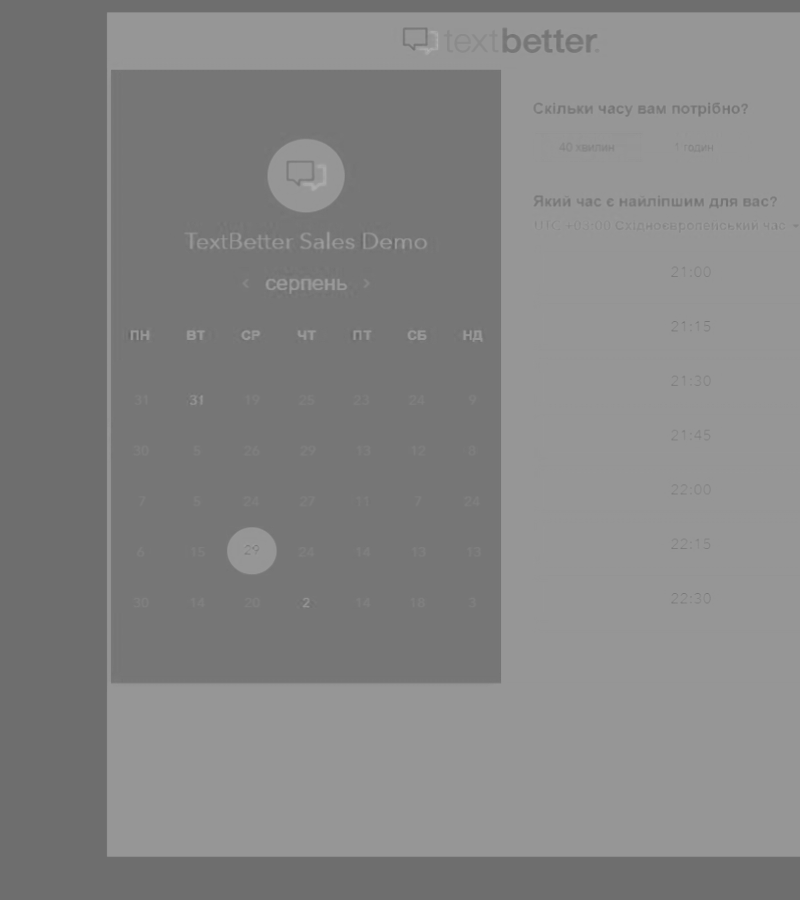 textbetter.
TextBetter Sales Demo
‹ серпень ›
ПН ВТ СР ЧТ ПТ СБ НД
31 31 19 25 23 24 9
30 5 26 29 13 12 8
7 5 24 27 11 7 24
6 15 29 24 14 13 13
30 14 20 2 14 18 3
Скільки часу вам потрібно?
40 хвилин 1 годин
Який час є найліпшим для вас?
UTC +03:00 Східноєвропейський час
21:00
21:15
21:30
21:45
22:00
22:15
22:30